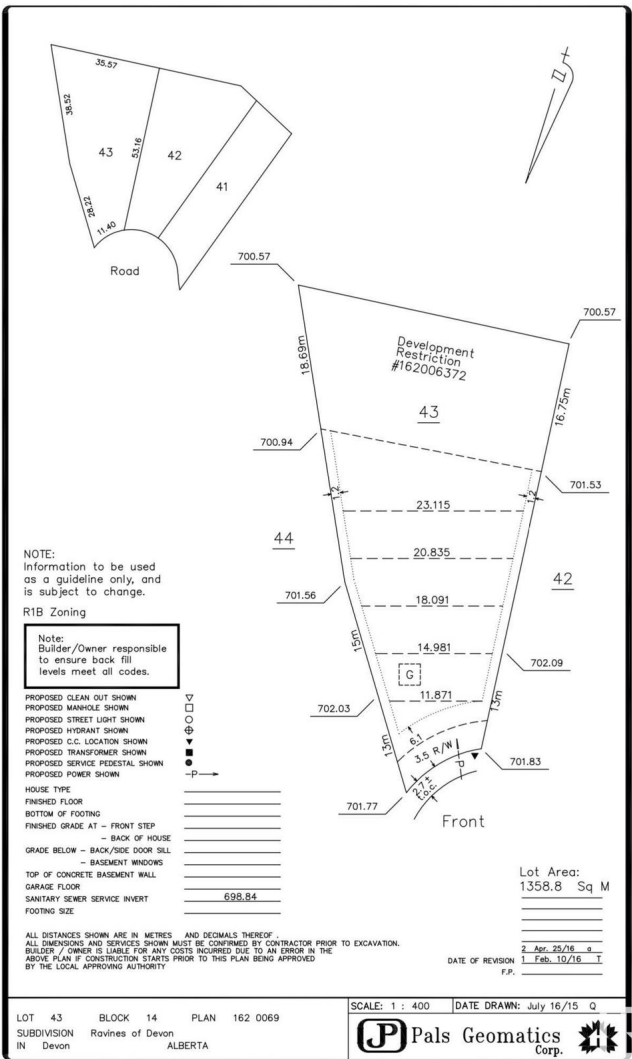 35.57
38.52
43
53.16
42
41
28.22
11.40
Road
700.57
700.57
Development
Restriction
#162006372
18.69m
43
16.75m
700.94
701.53
1.2
1.2
23.115
44
20.835
42
NOTE:
Information to be used
as a guideline only, and
is subject to change.
701.56
18.091
R1B Zoning
15m
14.981
702.09
Note:
Builder/Owner responsible
to ensure back fill
levels meet all codes.
G
11.871
13m
PROPOSED CLEAN OUT SHOWN
PROPOSED MANHOLE SHOWN
PROPOSED STREET LIGHT SHOWN
PROPOSED HYDRANT SHOWN
PROPOSED C.C. LOCATION SHOWN
PROPOSED TRANSFORMER SHOWN
PROPOSED SERVICE PEDESTAL SHOWN
PROPOSED POWER SHOWN -P
702.03
13m
6.1
3.5 R/W
P
701.83
2.7 ±
t.o.c.
701.77
Front
HOUSE TYPE
FINISHED FLOOR
BOTTOM OF FOOTING
FINISHED GRADE AT - FRONT STEP
- BACK OF HOUSE
GRADE BELOW - BACK/SIDE DOOR SILL
- BASEMENT WINDOWS
TOP OF CONCRETE BASEMENT WALL
GARAGE FLOOR
SANITARY SEWER SERVICE INVERT 698.84
FOOTING SIZE
Lot Area:
1358.8 Sq M
ALL DISTANCES SHOWN ARE IN METRES AND DECIMALS THEREOF .
ALL DIMENSIONS AND SERVICES SHOWN MUST BE CONFIRMED BY CONTRACTOR PRIOR TO EXCAVATION.
BUILDER / OWNER IS LIABLE FOR ANY COSTS INCURRED DUE TO AN ERROR IN THE
ABOVE PLAN IF CONSTRUCTION STARTS PRIOR TO THIS PLAN BEING APPROVED
BY THE LOCAL APPROVING AUTHORITY
2 Apr. 25/16 a
DATE OF REVISION 1 Feb. 10/16 T
F.P.
SCALE: 1 : 400 DATE DRAWN: July 16/15 Q
LOT 43 BLOCK 14 PLAN 162 0069
SUBDIVISION Ravines of Devon
IN Devon ALBERTA
JP Pals Geomatics
Corp.